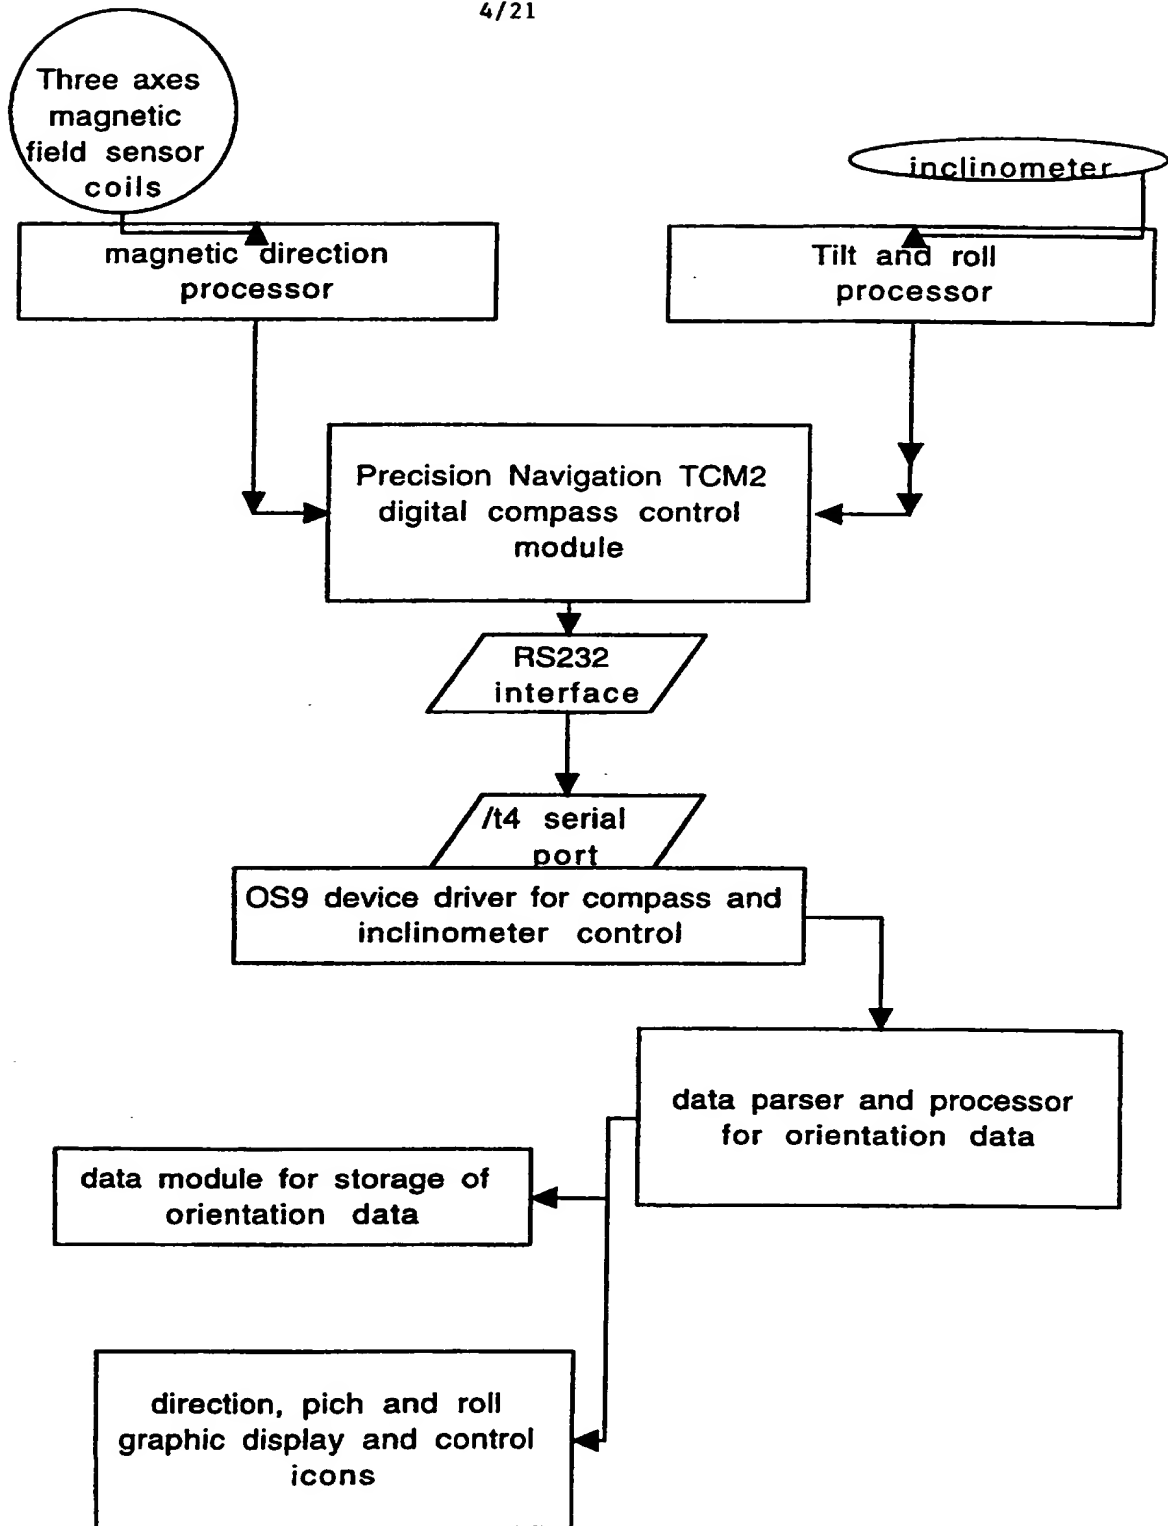 4/21
Three axes
magnetic
field sensor
coils
inclinometer
magnetic direction
processor
Tilt and roll
processor
Precision Navigation TCM2
digital compass control
module
RS232
interface
/t4 serial
port
OS9 device driver for compass and
inclinometer control
data parser and processor
for orientation data
data module for storage of
orientation data
direction, pich and roll
graphic display and control
icons